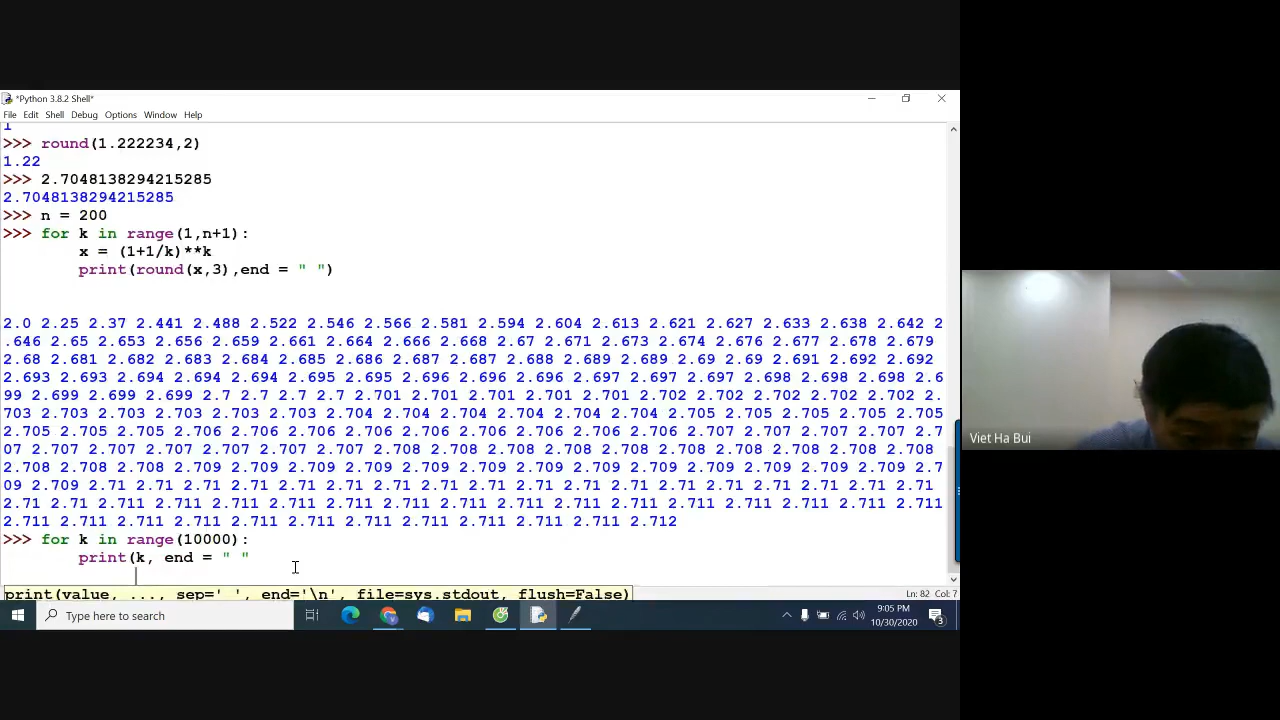 *Python 3.8.2 Shell*
File Edit Shell Debug Options Window Help
1
>>> round(1.222234,2)
1.22
>>> 2.7048138294215285
2.7048138294215285
>>> n = 200
>>> for k in range(1,n+1):
x = (1+1/k)**k
print(round(x,3),end = " ")
2.0 2.25 2.37 2.441 2.488 2.522 2.546 2.566 2.581 2.594 2.604 2.613 2.621 2.627 2.633 2.638 2.642 2
.646 2.65 2.653 2.656 2.659 2.661 2.664 2.666 2.668 2.67 2.671 2.673 2.674 2.676 2.677 2.678 2.679
2.68 2.681 2.682 2.683 2.684 2.685 2.686 2.687 2.687 2.688 2.689 2.689 2.69 2.69 2.691 2.692 2.692
2.693 2.693 2.694 2.694 2.694 2.695 2.695 2.696 2.696 2.696 2.697 2.697 2.697 2.698 2.698 2.698 2.6
99 2.699 2.699 2.7 2.7 2.7 2.7 2.701 2.701 2.701 2.701 2.701 2.702 2.702 2.702 2.702 2.702 2.
703 2.703 2.703 2.703 2.703 2.703 2.704 2.704 2.704 2.704 2.704 2.704 2.704 2.705 2.705 2.705 2.705
2.705 2.705 2.705 2.706 2.706 2.706 2.706 2.706 2.706 2.706 2.706 2.706 2.707 2.707 2.707 2.7
07 2.707 2.707 2.707 2.707 2.707 2.707 2.708 2.708 2.708 2.708 2.708 2.708 2.708 2.708 2.708 2.708
2.708 2.708 2.708 2.709 2.709 2.709 2.709 2.709 2.709 2.709 2.709 2.709 2.709 2.709 2.709 2.709 2.7
09 2.709 2.71 2.71 2.71 2.71 2.71 2.71 2.71 2.71 2.71 2.71 2.71 2.71 2.71 2.71 2.71 2.71 2.71 2.71
2.71 2.71 2.711 2.711 2.711 2.711 2.711 2.711 2.711 2.711 2.711 2.711 2.711 2.711 2.711 2.711 2.711
2.711 2.711 2.711 2.711 2.711 2.711 2.711 2.711 2.711 2.711 2.711 2.712
>>> for k in range(10000):
print(k, end = " "
print(value, ..., sep=' ', end='\n', file=sys.stdout, flush=False)
Ln: 82 Col: 7
Type here to search
9:05 PM
10/30/2020
3
Viet Ha Bui